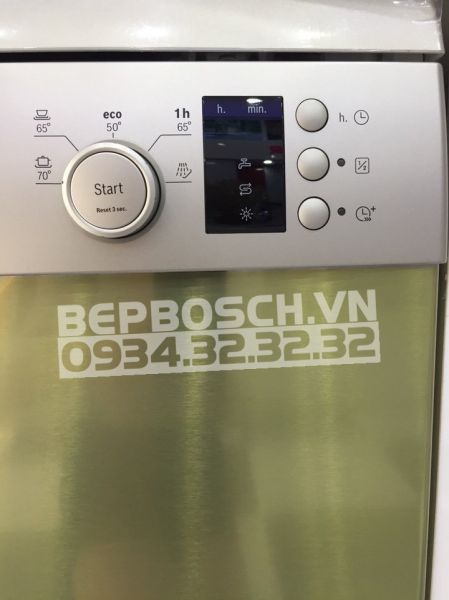 65°
eco
50°
1h
65°
70°
Start
Reset 3 sec.
h. min.
h.
1/2
+
BEPBOSCH.VN
0934.32.32.32